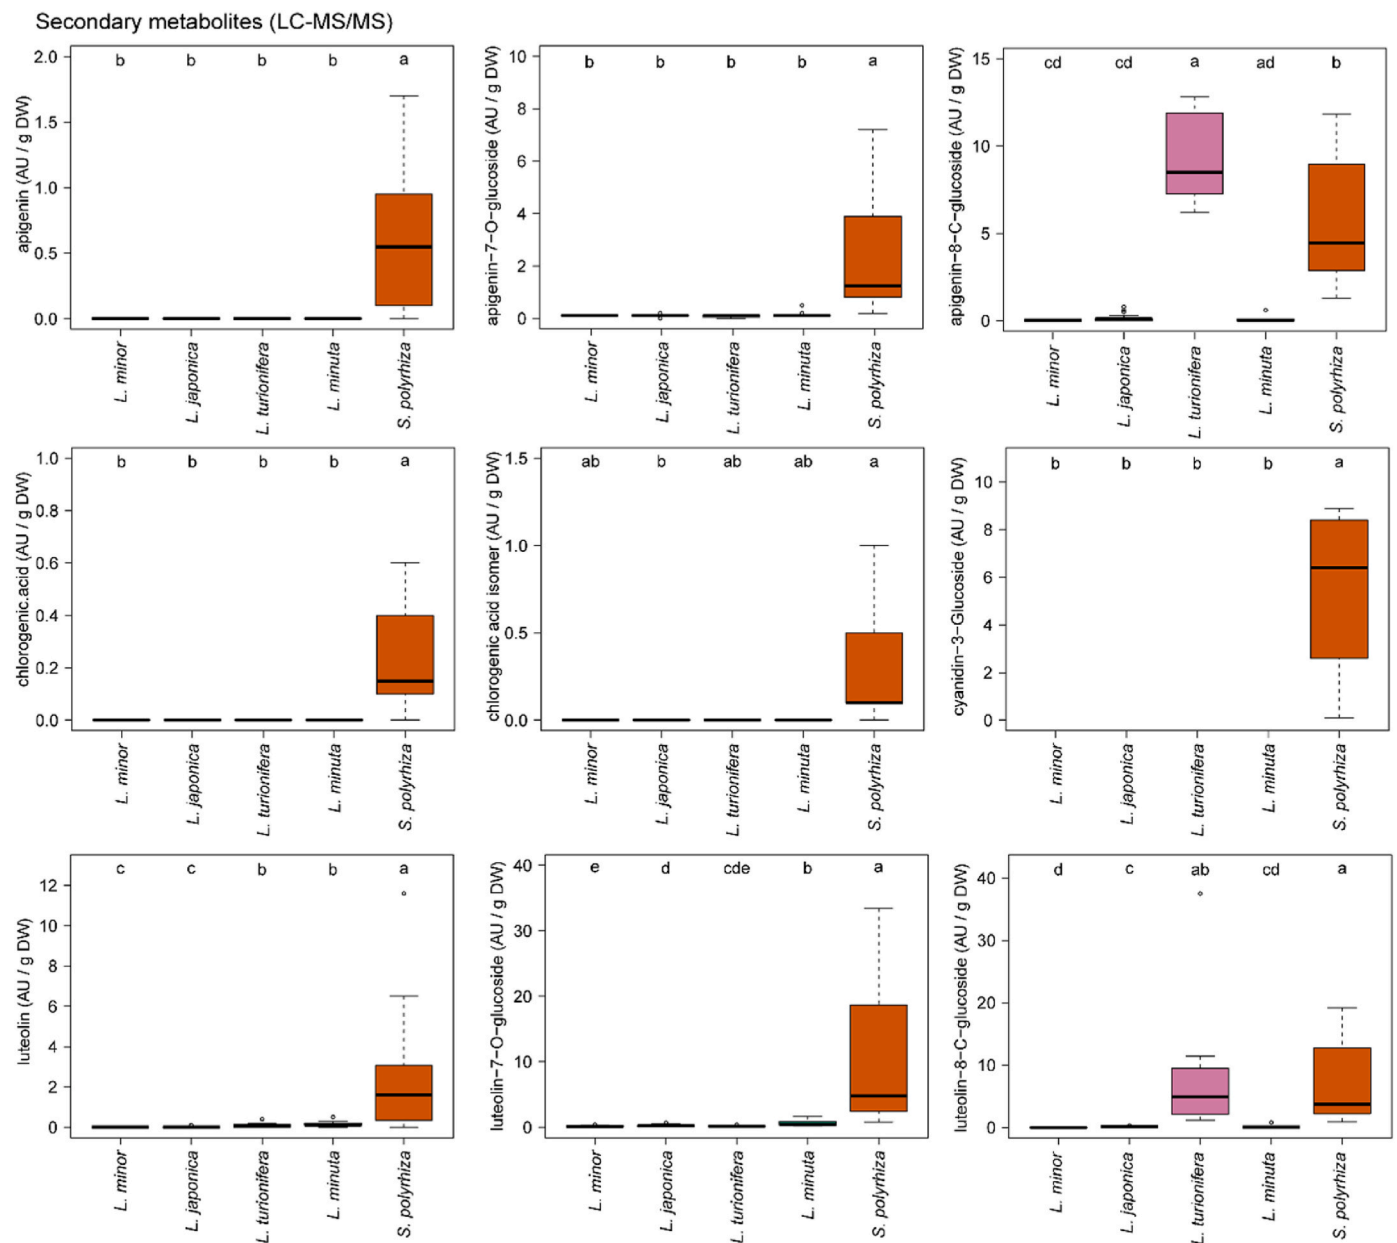 Secondary metabolites (LC-MS/MS)
apigenin (AU / g DW)
2.0
1.5
1.0
0.5
0.0
b b b b a
L. minor
L. japonica
L. turionifera
L. minuta
S. polyrhiza
apigenin−7−O−glucoside (AU / g DW)
10
8
6
4
2
0
b b b b a
L. minor
L. japonica
L. turionifera
L. minuta
S. polyrhiza
apigenin−8−C−glucoside (AU / g DW)
15
10
5
0
cd cd a ad b
L. minor
L. japonica
L. turionifera
L. minuta
S. polyrhiza
chlorogenic.acid (AU / g DW)
1.0
0.8
0.6
0.4
0.2
0.0
b b b b a
L. minor
L. japonica
L. turionifera
L. minuta
S. polyrhiza
chlorogenic acid isomer (AU / g DW)
1.5
1.0
0.5
0.0
ab b ab ab a
L. minor
L. japonica
L. turionifera
L. minuta
S. polyrhiza
cyanidin−3−Glucoside (AU / g DW)
10
8
6
4
2
0
b b b b a
L. minor
L. japonica
L. turionifera
L. minuta
S. polyrhiza
luteolin (AU / g DW)
12
10
8
6
4
2
0
c c b b a
L. minor
L. japonica
L. turionifera
L. minuta
S. polyrhiza
luteolin−7−O−glucoside (AU / g DW)
40
30
20
10
0
e d cde b a
L. minor
L. japonica
L. turionifera
L. minuta
S. polyrhiza
luteolin−8−C−glucoside (AU / g DW)
40
30
20
10
0
d c ab cd a
L. minor
L. japonica
L. turionifera
L. minuta
S. polyrhiza